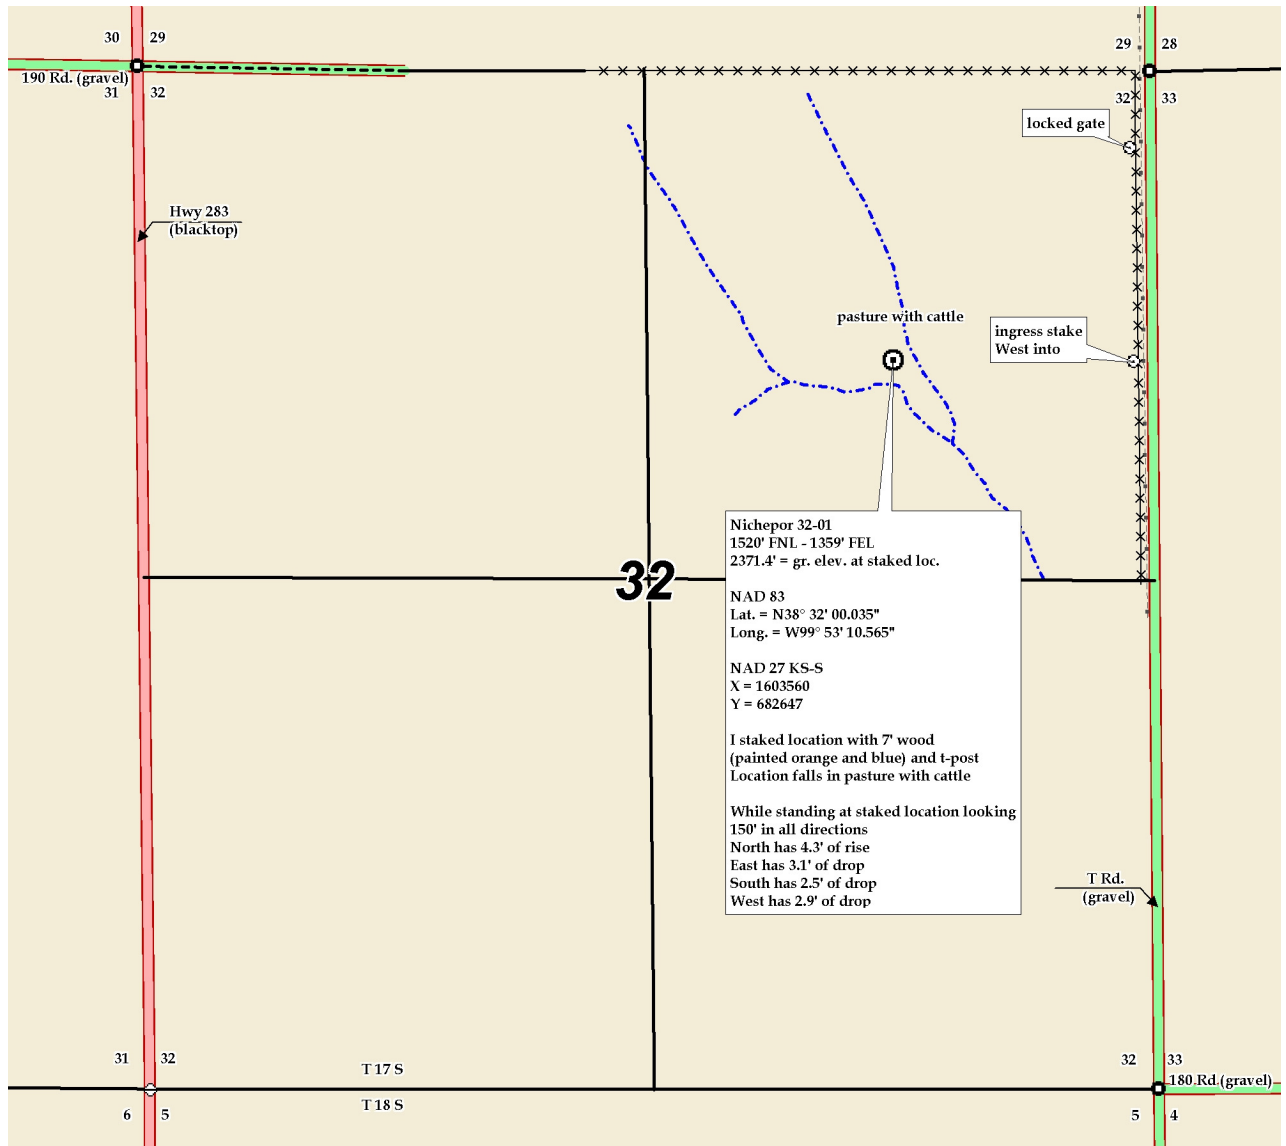 30 29
29 28
190 Rd. (gravel)
31 32
32 33
locked gate
Hwy 283
(blacktop)
pasture with cattle
ingress stake
West into
Nichepor 32-01
1520' FNL - 1359' FEL
2371.4' = gr. elev. at staked loc.
NAD 83
Lat. = N38° 32' 00.035"
Long. = W99° 53' 10.565"
NAD 27 KS-S
X = 1603560
Y = 682647
I staked location with 7' wood
(painted orange and blue) and t-post
Location falls in pasture with cattle
While standing at staked location looking
150' in all directions
North has 4.3' of rise
East has 3.1' of drop
South has 2.5' of drop
West has 2.9' of drop
32
T Rd.
(gravel)
31 32
T 17 S
32 33
180 Rd (gravel)
6 5
T 18 S
5 4